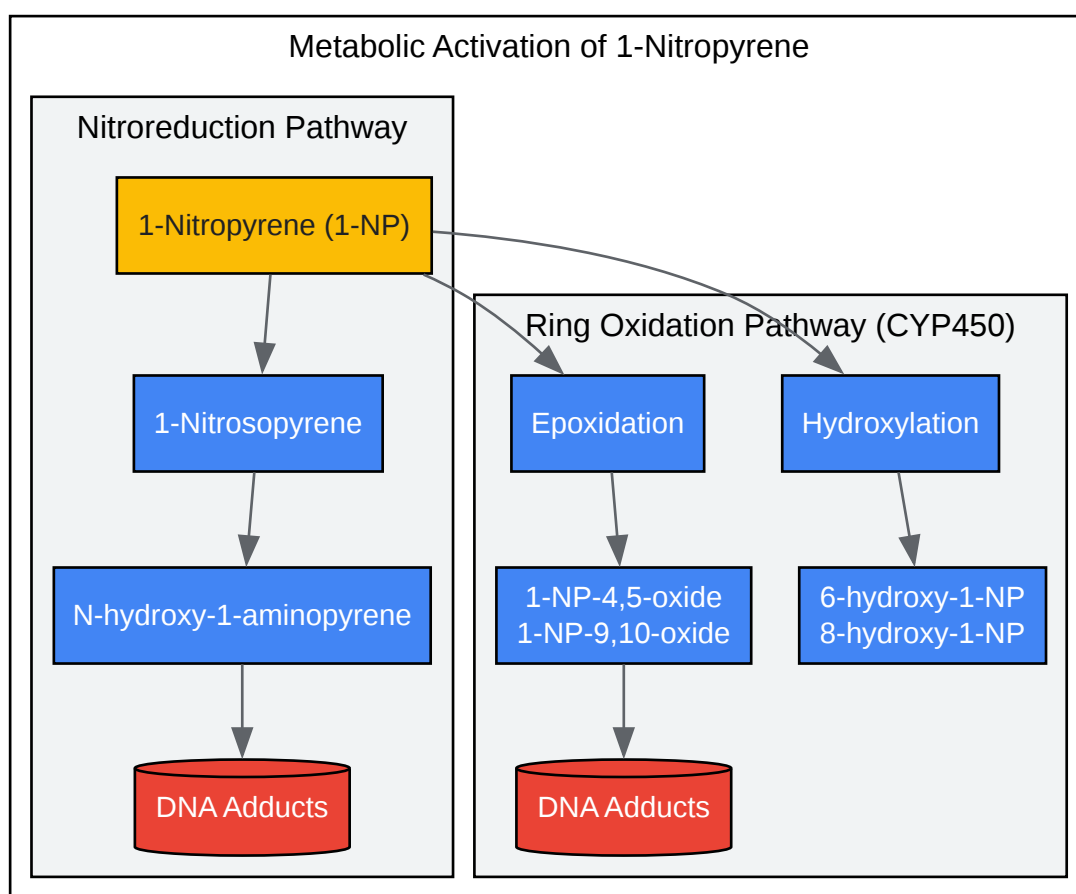 Metabolic Activation of 1-Nitropyrene
Nitroreduction Pathway
1-Nitropyrene (1-NP)
1-Nitrosopyrene
N-hydroxy-1-aminopyrene
DNA Adducts
Ring Oxidation Pathway (CYP450)
Epoxidation
1-NP-4,5-oxide
1-NP-9,10-oxide
DNA Adducts
Hydroxylation
6-hydroxy-1-NP
8-hydroxy-1-NP